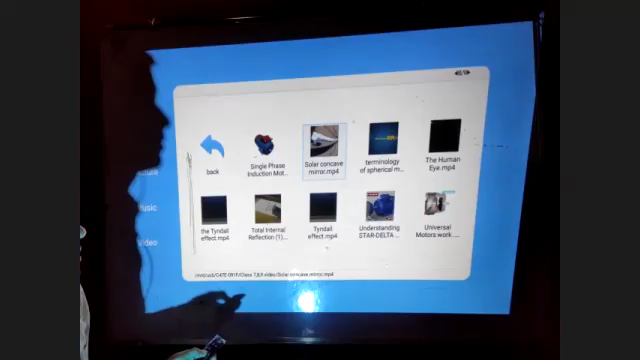 back
Single Phase
Induction Mot...
Solar concave
mirror.mp4
terminology
of spherical m...
The Human
Eye.mp4
the Tyndall
effect.mp4
Total Internal
Reflection (1)...
Tyndall
effect.mp4
Understanding
STAR-DELTA ...
Universal
Motors work ...
Music
Video